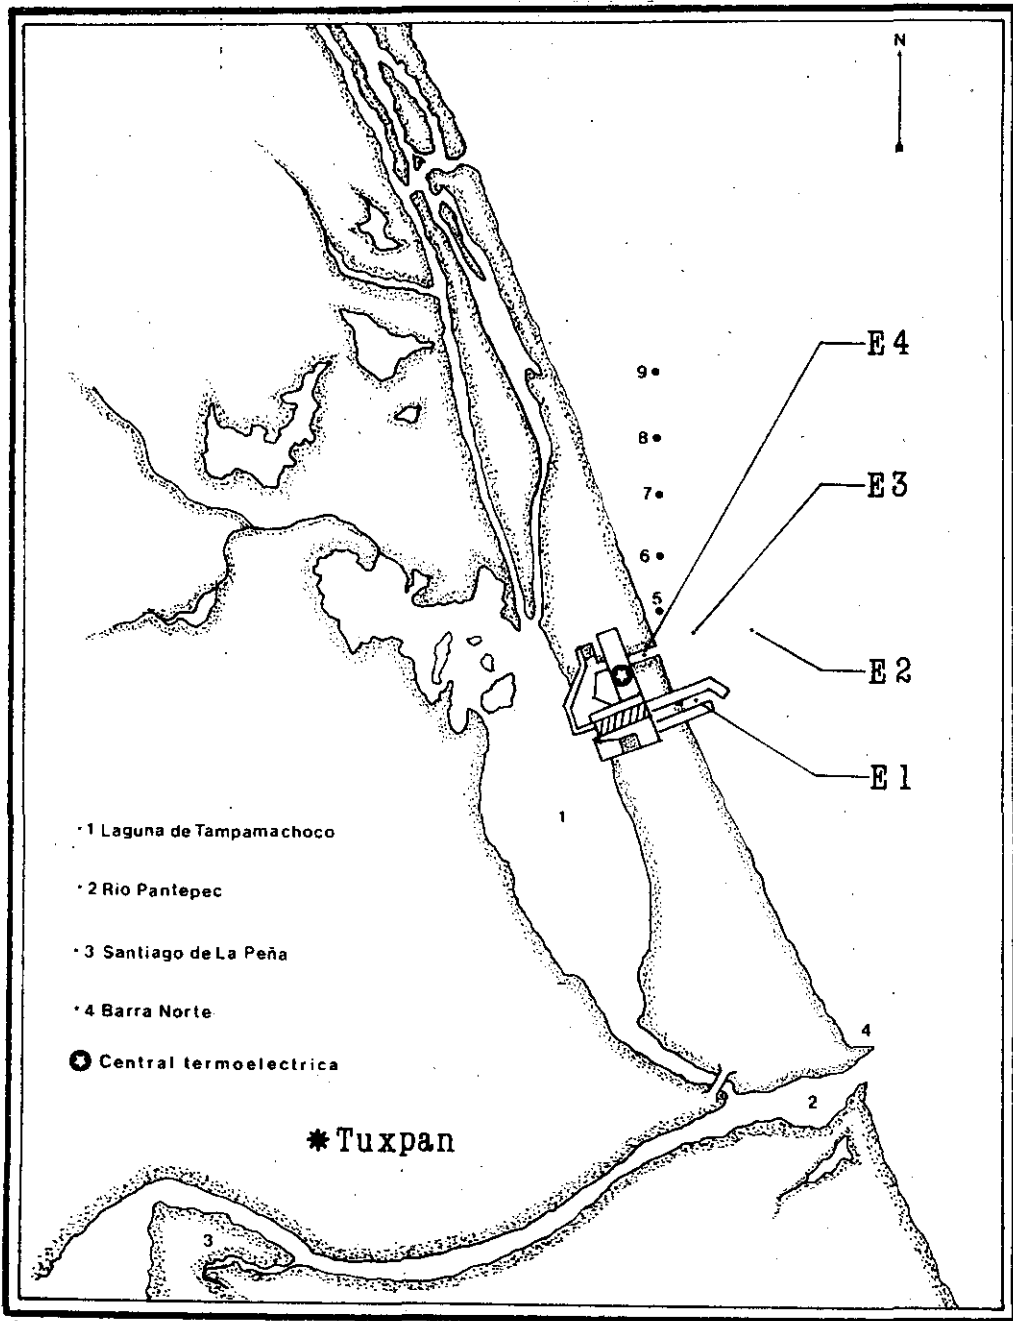 N
E4
9
8
E3
7
6
5
E2
E1
1
·1 Laguna de Tampamachoco
·2 Rio Pantepec
·3 Santiago de La Peña
·4 Barra Norte
Central termoelectrica
4
2
*Tuxpan
3